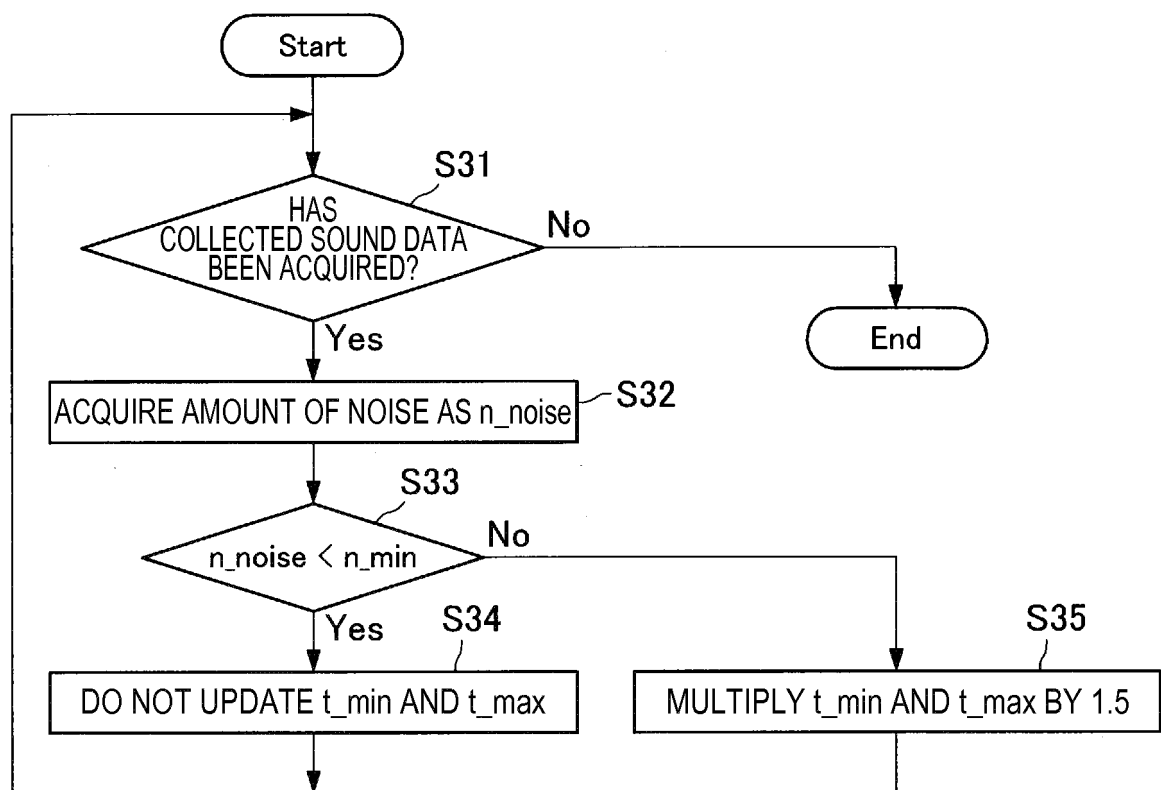 Start
S31
HAS
COLLECTED SOUND DATA
BEEN ACQUIRED?
No
End
Yes
ACQUIRE AMOUNT OF NOISE AS n_noise
S32
S33
n_noise < n_min
No
Yes
S34
DO NOT UPDATE t_min AND t_max
S35
MULTIPLY t_min AND t_max BY 1.5